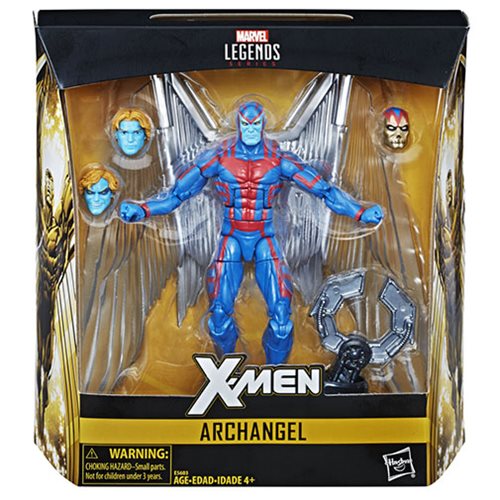 MARVEL
LEGENDS
SERIES
X-MEN
ARCHANGEL
WARNING:
CHOKING HAZARD–Small parts.
Not for children under 3 years.
E5603
AGE•EDAD•IDADE 4+
Hasbro